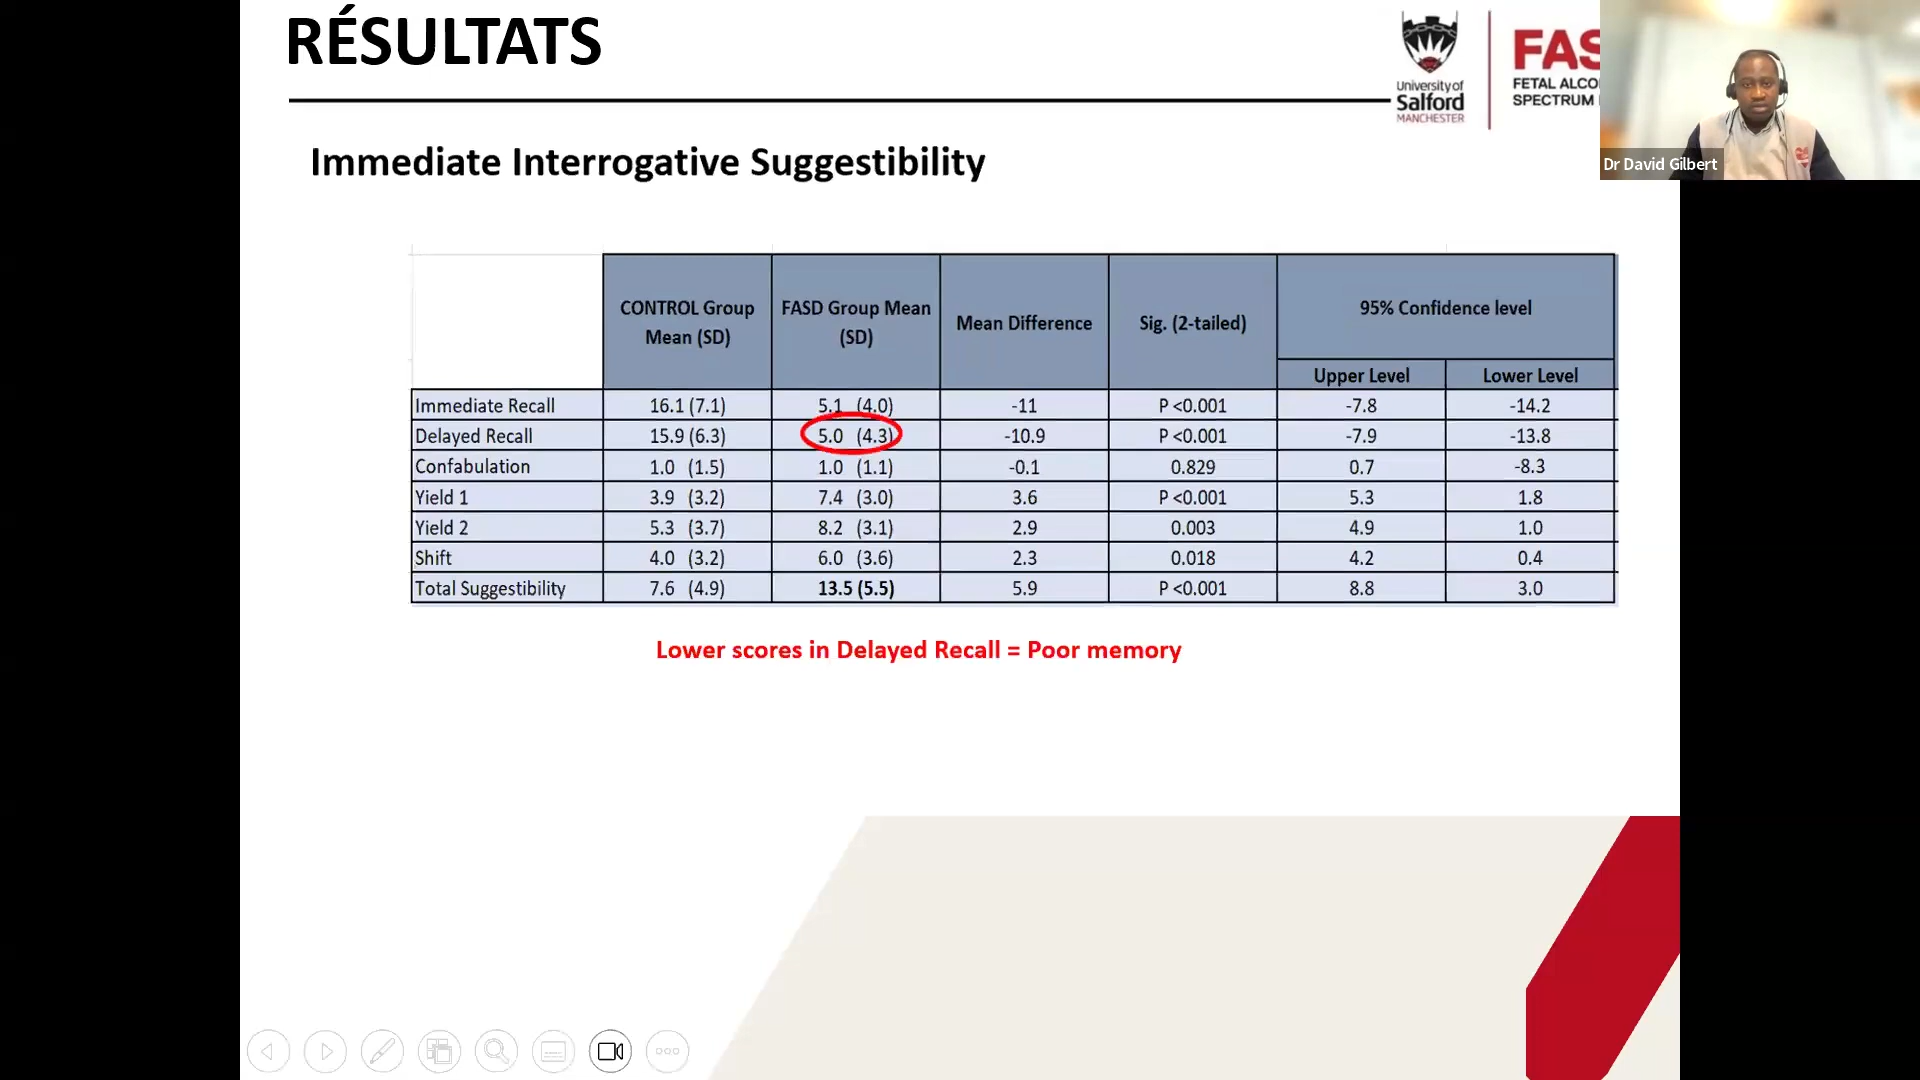 RÉSULTATS
University of
Salford
MANCHESTER
FAS
FETAL ALCO
SPECTRUM
Dr David Gilbert
Immediate Interrogative Suggestibility
CONTROL Group Mean (SD) FASD Group Mean (SD) Mean Difference Sig. (2-tailed) 95% Confidence level
Upper Level Lower Level
Immediate Recall 16.1 (7.1) 5.1 (4.0) -11 P <0.001 -7.8 -14.2
Delayed Recall 15.9 (6.3) 5.0 (4.3) -10.9 P <0.001 -7.9 -13.8
Confabulation 1.0 (1.5) 1.0 (1.1) -0.1 0.829 0.7 -8.3
Yield 1 3.9 (3.2) 7.4 (3.0) 3.6 P <0.001 5.3 1.8
Yield 2 5.3 (3.7) 8.2 (3.1) 2.9 0.003 4.9 1.0
Shift 4.0 (3.2) 6.0 (3.6) 2.3 0.018 4.2 0.4
Total Suggestibility 7.6 (4.9) 13.5 (5.5) 5.9 P <0.001 8.8 3.0
Lower scores in Delayed Recall = Poor memory